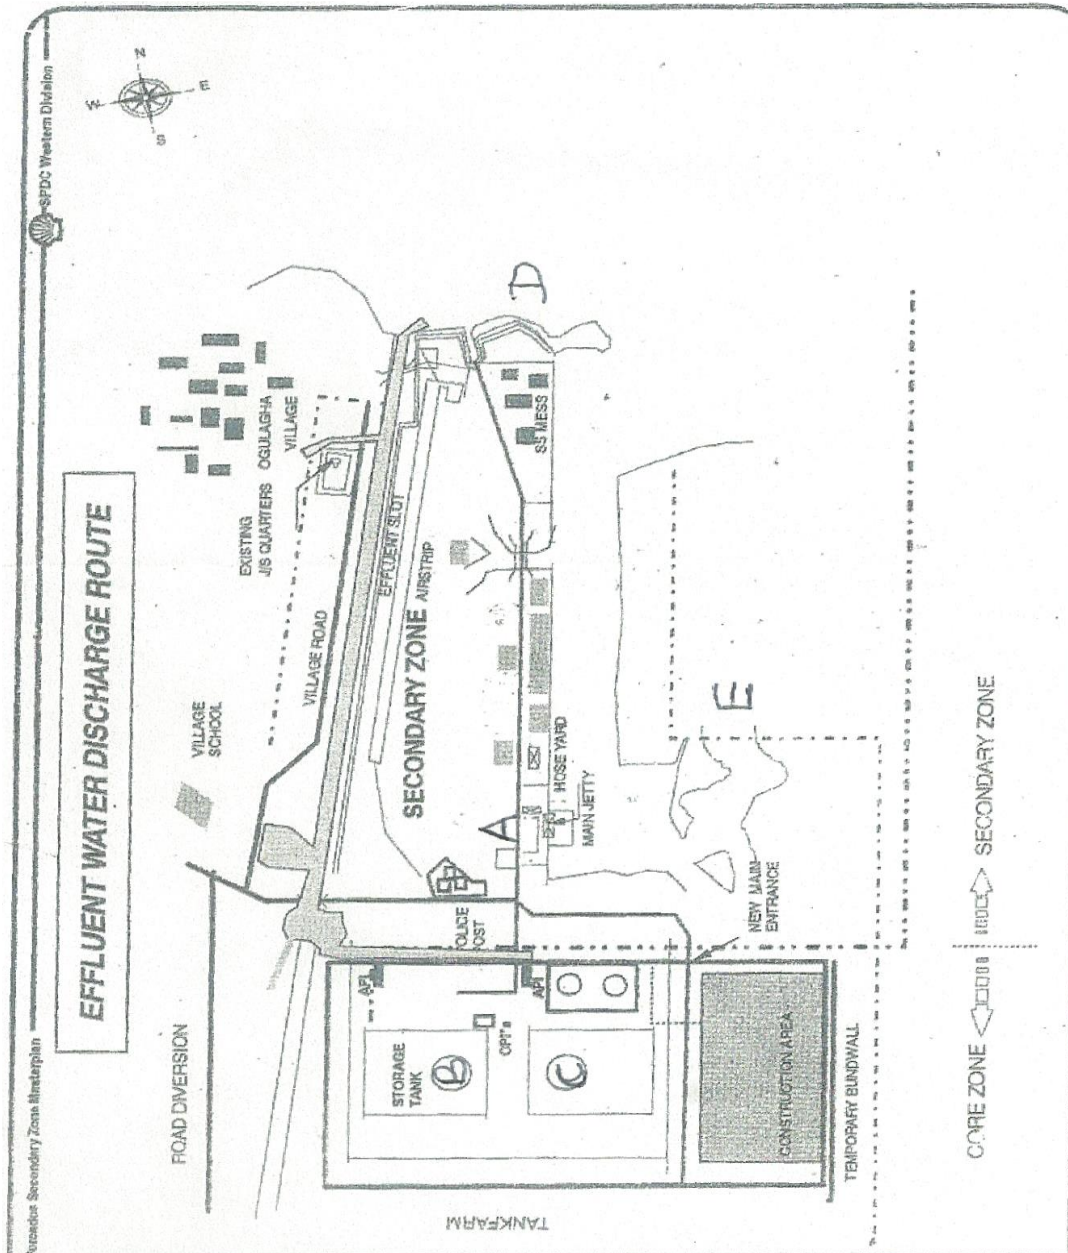 Forcados Secondary Zone Masterplan
SPDC Western Division
EFFLUENT WATER DISCHARGE ROUTE
N
E
S
W
ROAD DIVERSION
VILLAGE
SCHOOL
EXISTING
J/S QUARTERS
OGULAGHA
VILLAGE
VILLAGE ROAD
EFFLUENT SLOT
AIRSTRIP
SECONDARY ZONE
D
SS MESS
A
HOSE YARD
MAIN JETTY
E
POLICE
POST
NEW MAIN
ENTRANCE
API
API
STORAGE
TANK
B
CPI's
C
CONSTRUCTION AREA
TEMPORARY BUNDWALL
TANKFARM
CORE ZONE
SECONDARY ZONE